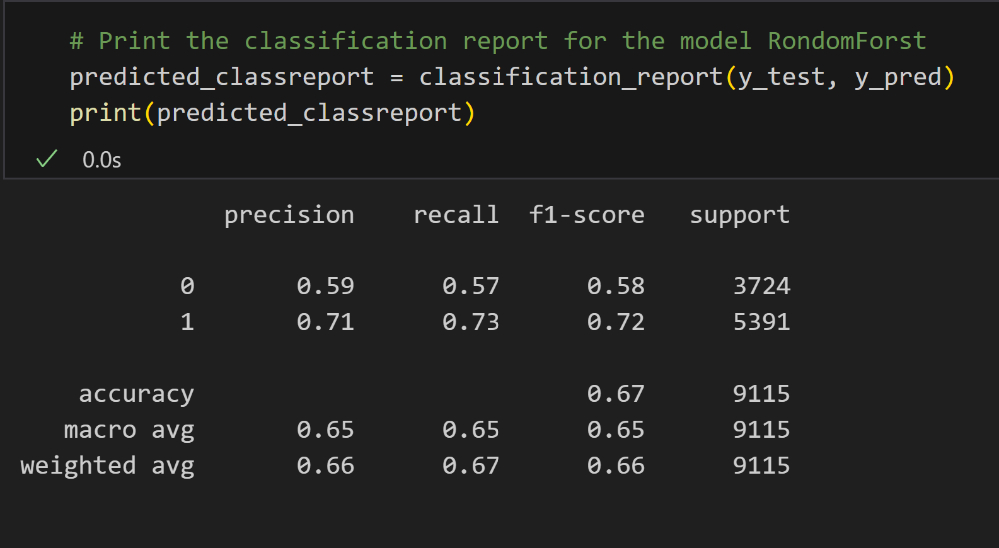 # Print the classification report for the model RondomForst
predicted_classreport = classification_report(y_test, y_pred)
print(predicted_classreport)
0.0s
precision recall f1-score support
0 0.59 0.57 0.58 3724
1 0.71 0.73 0.72 5391
accuracy 0.67 9115
macro avg 0.65 0.65 0.65 9115
weighted avg 0.66 0.67 0.66 9115